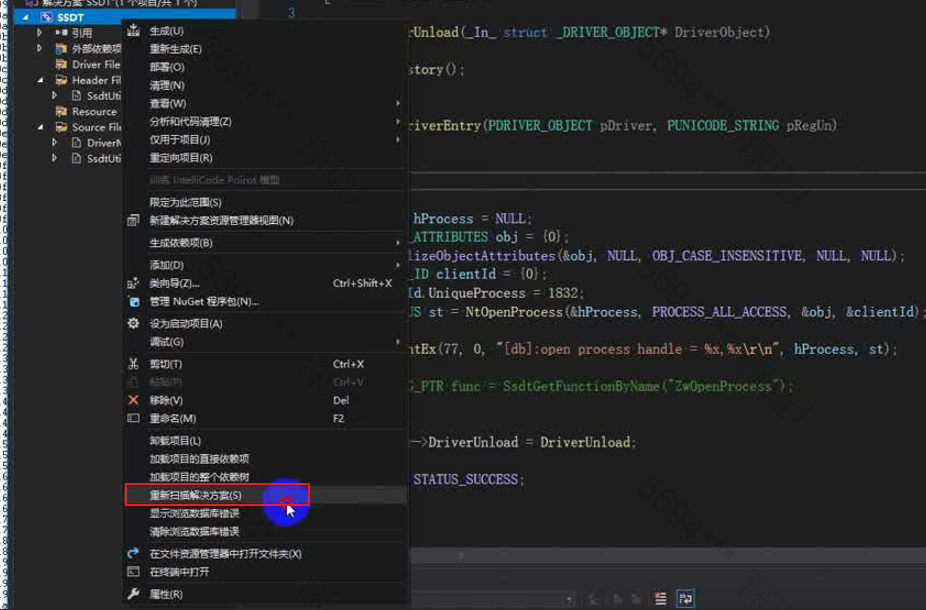 解决方案"SSDT"(1 个项目/共 1 个)
SSDT
引用
外部依赖项
Driver File
Header Fi
SsdtUti
Resource
Source File
DriverM
SsdtUti
生成(U)
重新生成(E)
部署(O)
清理(N)
查看(W)
分析和代码清理(Z)
仅用于项目(J)
重定向项目(R)
训练 IntelliCode Poirot 模型
限定为此范围(S)
新建解决方案资源管理器视图(N)
生成依赖项(B)
添加(D)
类向导(Z)... Ctrl+Shift+X
管理 NuGet 程序包(N)...
设为启动项目(A)
调试(G)
剪切(T) Ctrl+X
粘贴(P) Ctrl+V
移除(V) Del
重命名(M) F2
卸载项目(L)
加载项目的直接依赖项
加载项目的整个依赖树
重新扫描解决方案(S)
显示浏览数据库错误
清除浏览数据库错误
在文件资源管理器中打开文件夹(X)
在终端中打开
属性(R)
3
rUnload(_In_ struct _DRIVER_OBJECT* DriverObject)
story();
riverEntry(PDRIVER_OBJECT pDriver, PUNICODE_STRING pRegUn)
hProcess = NULL;
_ATTRIBUTES obj = {0};
lizeObjectAttributes(&obj, NULL, OBJ_CASE_INSENSITIVE, NULL, NULL);
_ID clientId = {0};
Id.UniqueProcess = 1832;
US st = NtOpenProcess(&hProcess, PROCESS_ALL_ACCESS, &obj, &clientId);
ntEx(77, 0, "[db]:open process handle = %x,%x\r\n", hProcess, st);
G_PTR func = SsdtGetFunctionByName("ZwOpenProcess");
->DriverUnload = DriverUnload;
STATUS_SUCCESS;